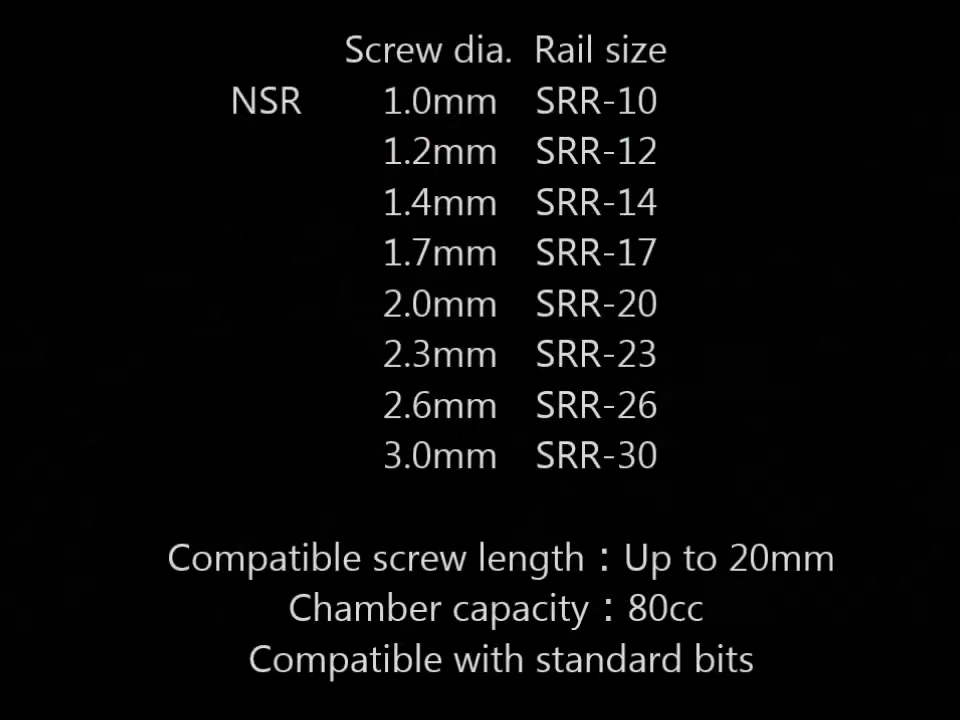 Screw dia. Rail size
NSR 1.0mm SRR-10
1.2mm SRR-12
1.4mm SRR-14
1.7mm SRR-17
2.0mm SRR-20
2.3mm SRR-23
2.6mm SRR-26
3.0mm SRR-30
Compatible screw length：Up to 20mm
Chamber capacity：80cc
Compatible with standard bits